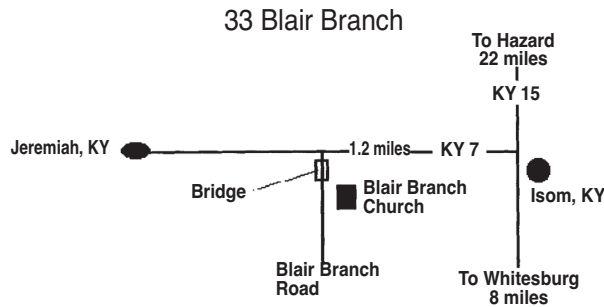 33 Blair Branch
To Hazard
22 miles
KY 15
Jeremiah, KY
1.2 miles
KY 7
Bridge
Blair Branch
Church
Isom, KY
Blair Branch
Road
To Whitesburg
8 miles